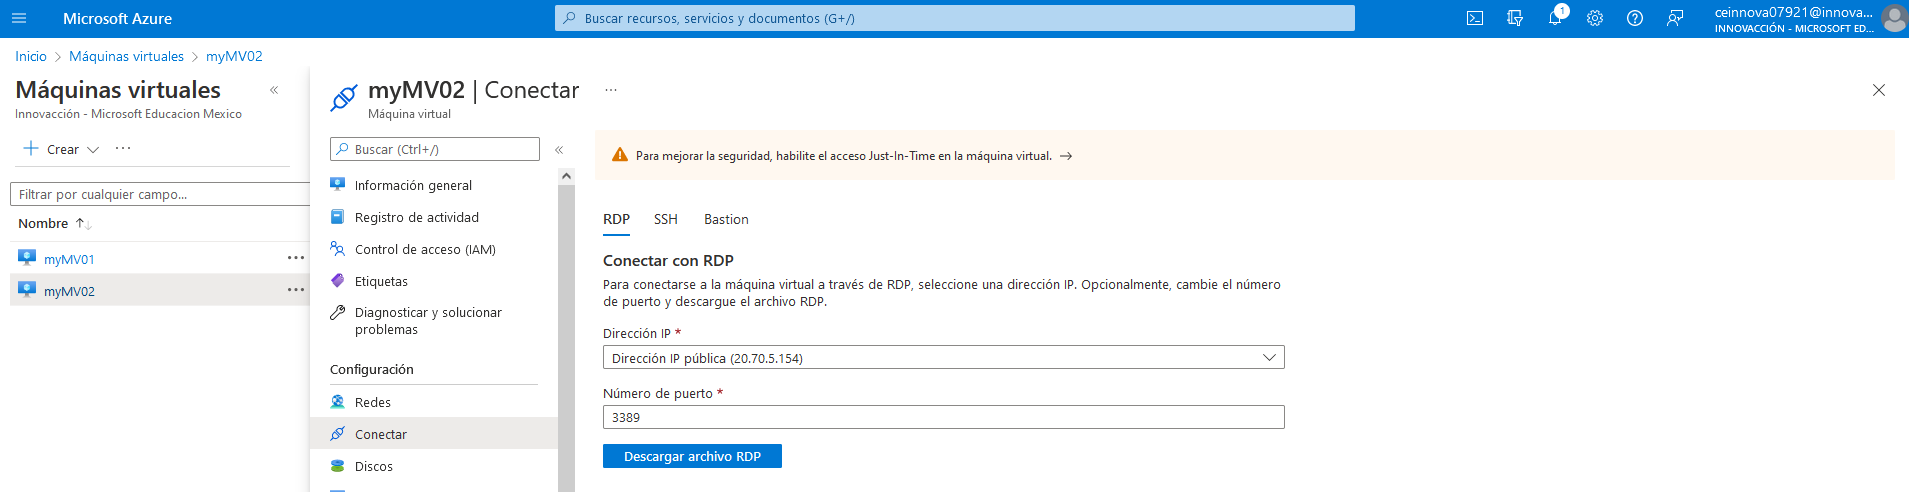 Microsoft Azure
Buscar recursos, servicios y documentos (G+/)
1
ceinnova07921@innova...
INNOVACCIÓN - MICROSOFT ED...
Inicio > Máquinas virtuales > myMV02
Máquinas virtuales «
Innovacción - Microsoft Educacion Mexico
+ Crear ...
Filtrar por cualquier campo...
Nombre ↑↓
myMV01 ...
myMV02 ...
myMV02 | Conectar ...
Máquina virtual
Buscar (Ctrl+/) «
Información general
Registro de actividad
Control de acceso (IAM)
Etiquetas
Diagnosticar y solucionar
problemas
Configuración
Redes
Conectar
Discos
Para mejorar la seguridad, habilite el acceso Just-In-Time en la máquina virtual. →
RDP SSH Bastion
Conectar con RDP
Para conectarse a la máquina virtual a través de RDP, seleccione una dirección IP. Opcionalmente, cambie el número
de puerto y descargue el archivo RDP.
Dirección IP *
Dirección IP pública (20.70.5.154)
Número de puerto *
3389
Descargar archivo RDP